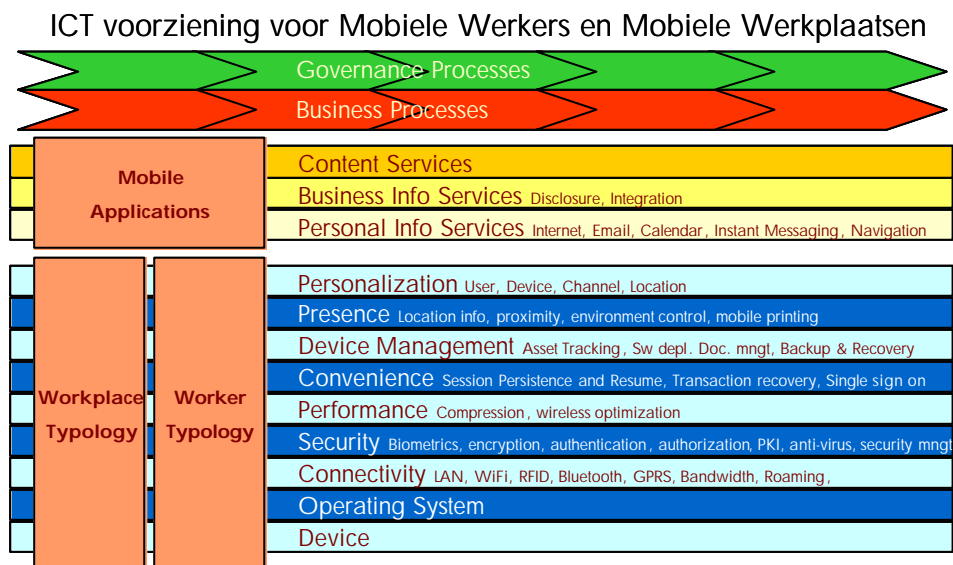 ICT voorziening voor Mobiele Werkers en Mobiele Werkplaatsen
Governance Processes
Business Processes
Mobile
Applications
Content Services
Business Info Services Disclosure, Integration
Personal Info Services Internet, Email, Calendar, Instant Messaging, Navigation
Workplace
Typology
Worker
Typology
Personalization User, Device, Channel, Location
Presence Location info, proximity, environment control, mobile printing
Device Management Asset Tracking, Sw depl. Doc. mngt, Backup & Recovery
Convenience Session Persistence and Resume, Transaction recovery, Single sign on
Performance Compression, wireless optimization
Security Biometrics, encryption, authentication, authorization, PKI, anti-virus, security mngt
Connectivity LAN, WiFi, RFID, Bluetooth, GPRS, Bandwidth, Roaming,
Operating System
Device